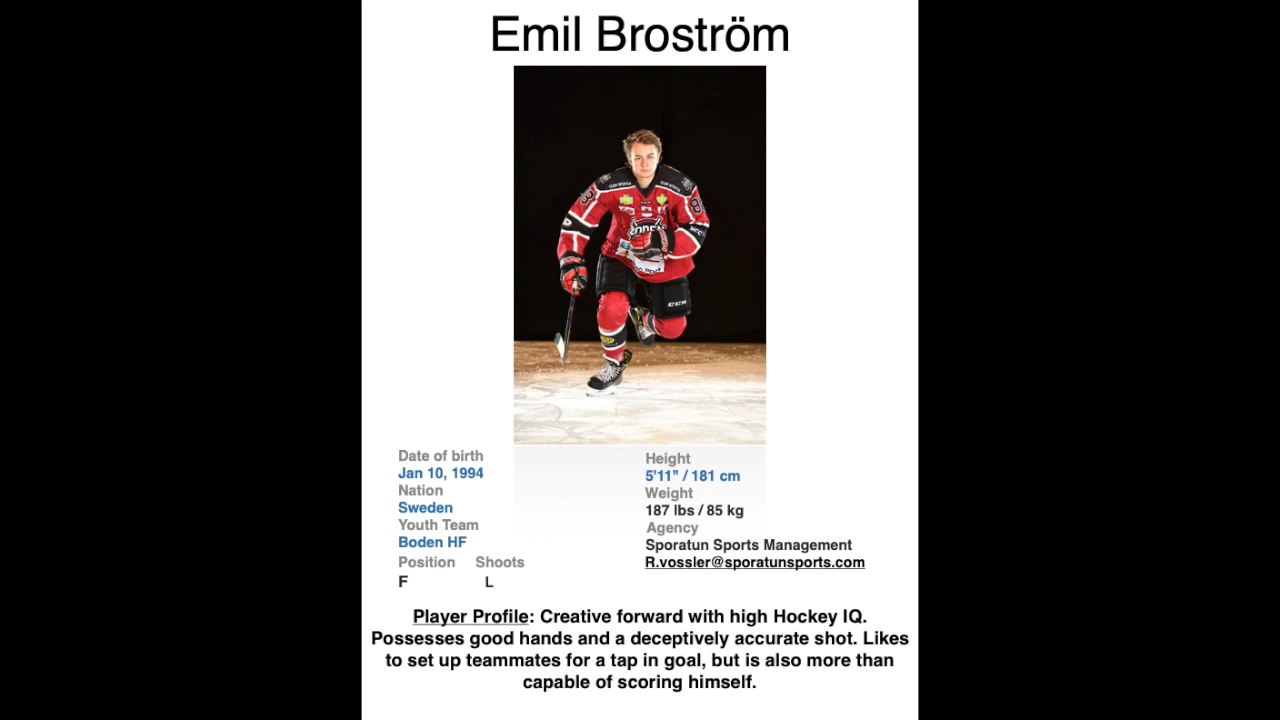 Emil Broström
BODEN
CCM
Date of birth
Jan 10, 1994
Nation
Sweden
Youth Team
Boden HF
Position Shoots
F L
Height
5'11" / 181 cm
Weight
187 lbs / 85 kg
Agency
Sporatun Sports Management
R.vossler@sporatunsports.com
Player Profile: Creative forward with high Hockey IQ.
Possesses good hands and a deceptively accurate shot. Likes
to set up teammates for a tap in goal, but is also more than
capable of scoring himself.